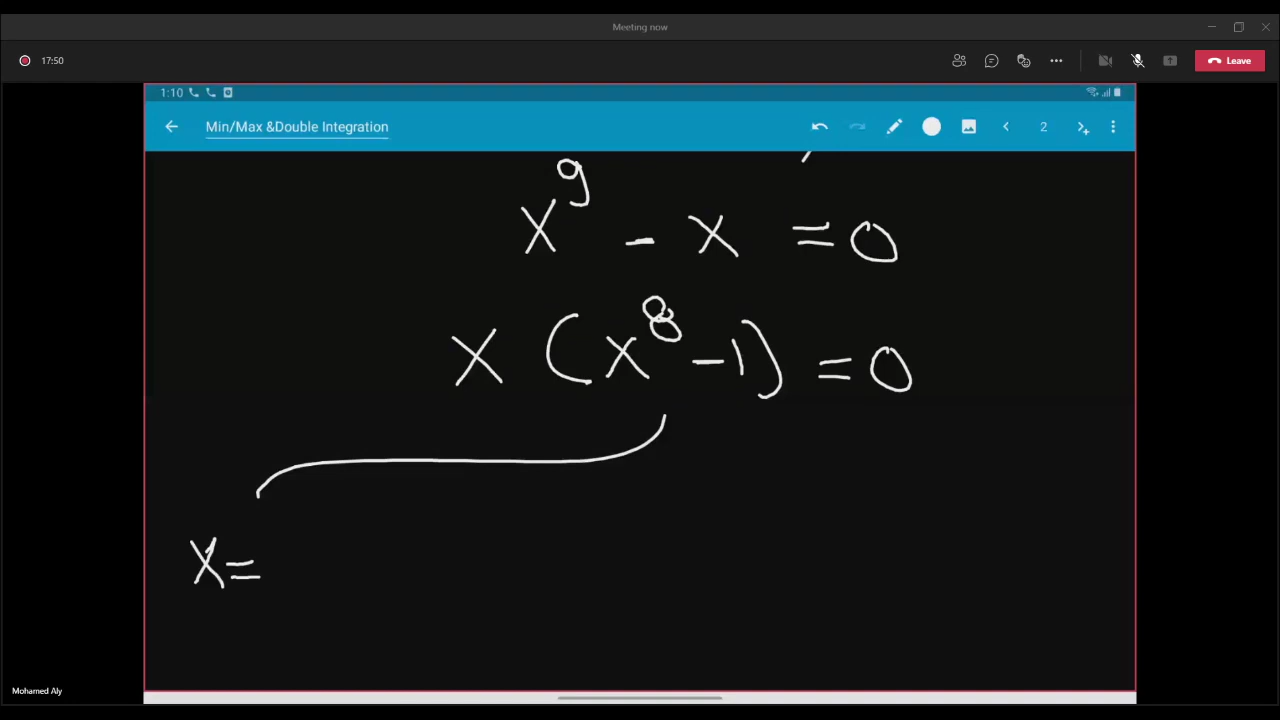 Meeting now
17:50
Leave
1:10
Min/Max &Double Integration
2
x⁹ - x = 0
x (x⁸ - 1) = 0
x =
Mohamed Aly